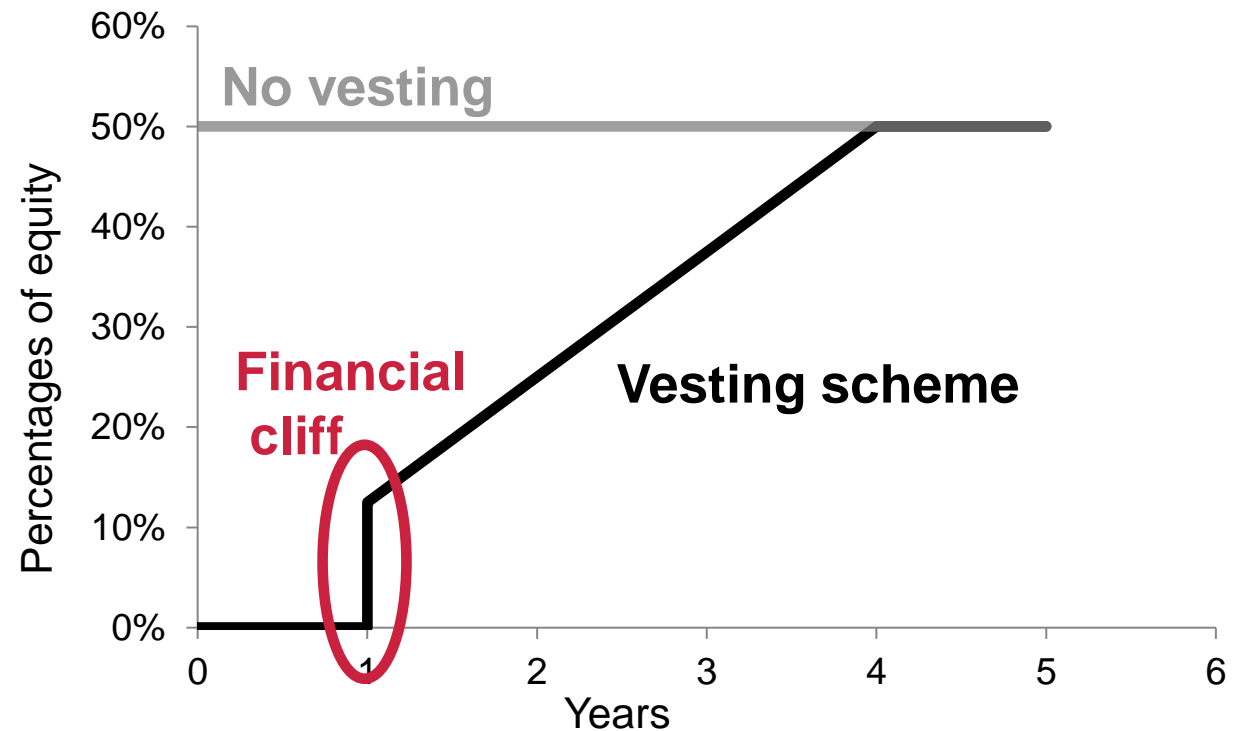 60%
No vesting
50%
40%
30%
20%
10%
0%
Percentages of equity
Financial
cliff
Vesting scheme
0 1 2 3 4 5 6
Years